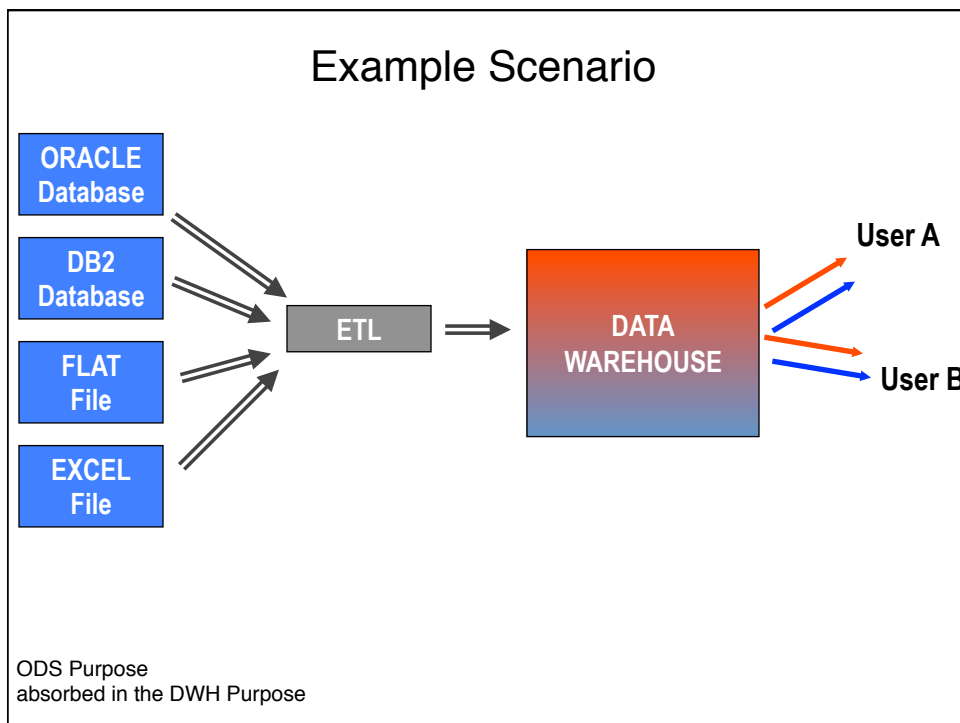 Example Scenario
ORACLE
Database
DB2
Database
FLAT
File
EXCEL
File
ETL
DATA
WAREHOUSE
User A
User B
ODS Purpose
absorbed in the DWH Purpose